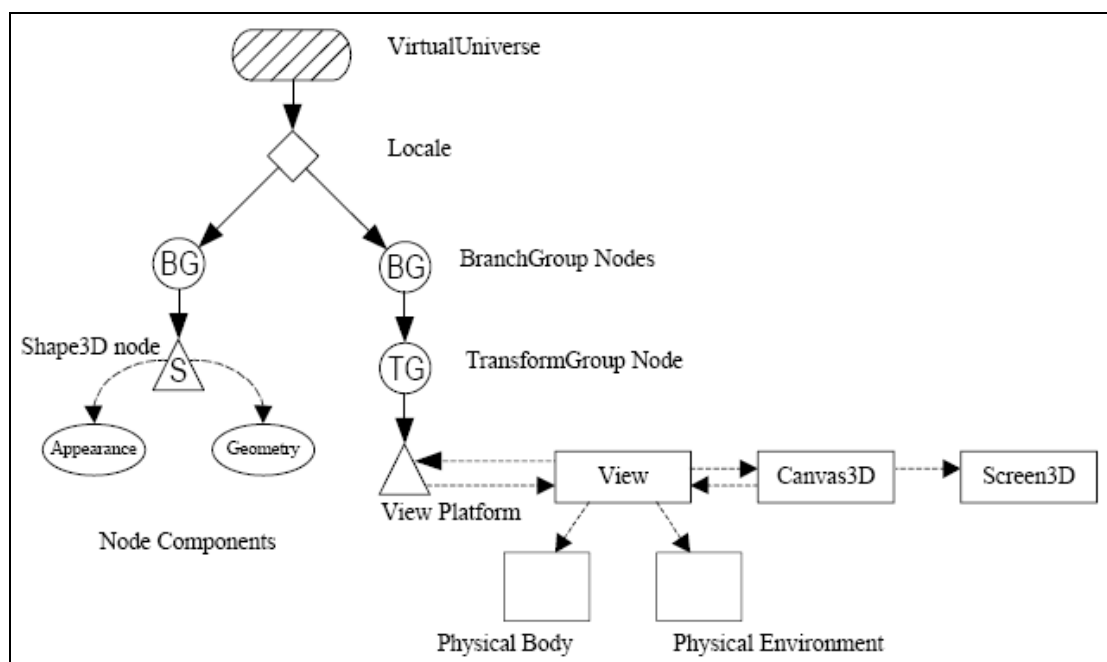 VirtualUniverse
Locale
BG
BG
BranchGroup Nodes
Shape3D node
S
TG
TransformGroup Node
Appearance
Geometry
View
Canvas3D
Screen3D
View Platform
Node Components
Physical Body
Physical Environment